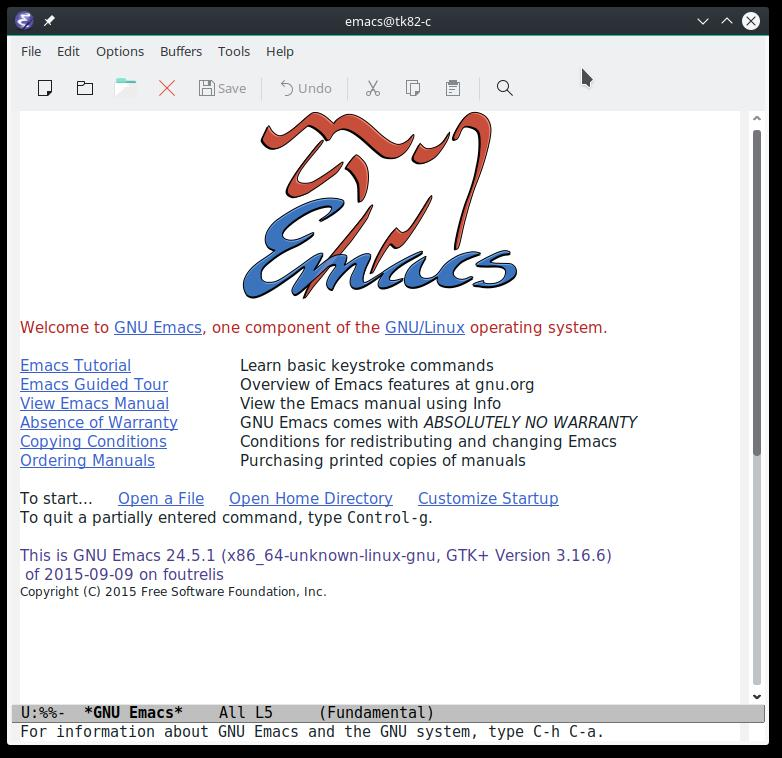 emacs@tk82-c
File Edit Options Buffers Tools Help
Save Undo
Emacs
Welcome to GNU Emacs, one component of the GNU/Linux operating system.
Emacs Tutorial Learn basic keystroke commands
Emacs Guided Tour Overview of Emacs features at gnu.org
View Emacs Manual View the Emacs manual using Info
Absence of Warranty GNU Emacs comes with ABSOLUTELY NO WARRANTY
Copying Conditions Conditions for redistributing and changing Emacs
Ordering Manuals Purchasing printed copies of manuals
To start... Open a File Open Home Directory Customize Startup
To quit a partially entered command, type Control-g.
This is GNU Emacs 24.5.1 (x86_64-unknown-linux-gnu, GTK+ Version 3.16.6)
of 2015-09-09 on foutrelis
Copyright (C) 2015 Free Software Foundation, Inc.
U:%%- *GNU Emacs* All L5 (Fundamental)
For information about GNU Emacs and the GNU system, type C-h C-a.